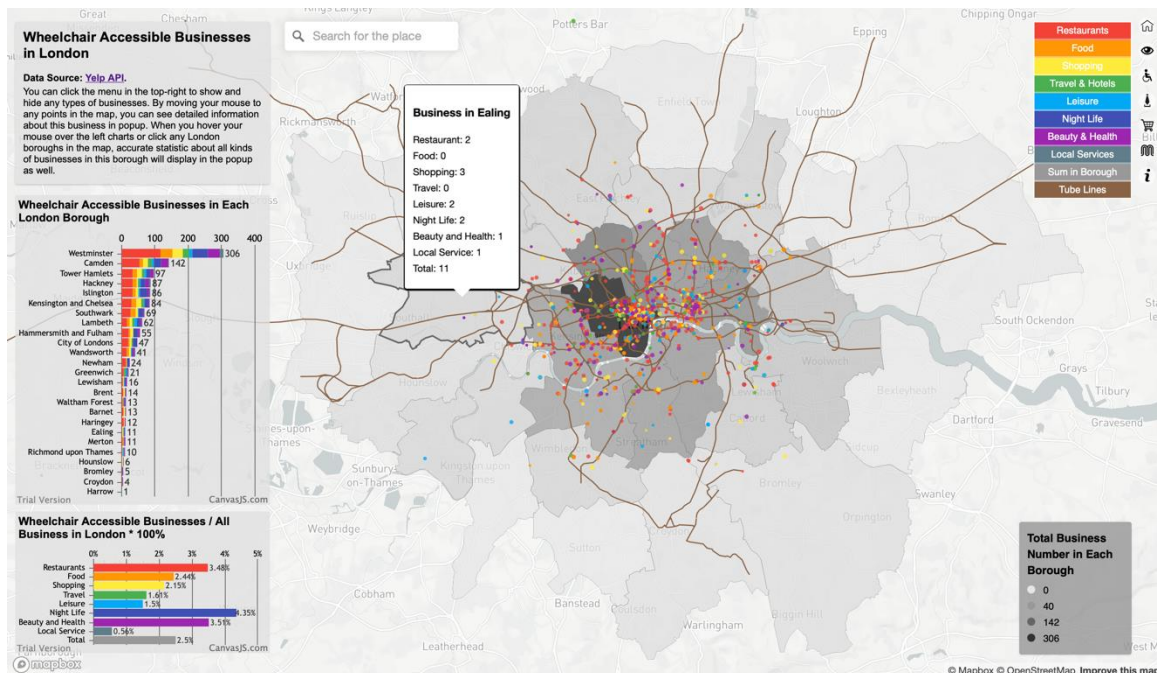 Wheelchair Accessible Businesses
in London
Data Source: Yelp API.
You can click the menu in the top-right to show and
hide any types of businesses. By moving your mouse to
any points in the map, you can see detailed information
about this business in popup. When you hover your
mouse over the left charts or click any London
boroughs in the map, accurate statistic about all kinds
of businesses in this borough will display in the popup
as well.
Wheelchair Accessible Businesses in Each
London Borough
0 100 200 300 400
Westminster 306
Camden 142
Tower Hamlets 97
Hackney 87
Islington 86
Kensington and Chelsea 84
Southwark 69
Lambeth 62
Hammersmith and Fulham 55
City of Londons 47
Wandsworth 41
Newham 24
Greenwich 21
Lewisham 16
Brent 14
Waltham Forest 13
Barnet 13
Haringey 12
Ealing 11
Merton 11
Richmond upon Thames 10
Hounslow 6
Bromley 5
Croydon 4
Harrow 1
Trial Version CanvasJS.com
Wheelchair Accessible Businesses / All
Business in London * 100%
0% 1% 2% 3% 4% 5%
Restaurants 3.48%
Food 2.44%
Shopping 2.15%
Travel 1.61%
Leisure 1.5%
Night Life 4.35%
Beauty and Health 3.51%
Local Service 0.56%
Total 2.5%
Trial Version CanvasJS.com
mapbox
Search for the place
Business in Ealing
Restaurant: 2
Food: 0
Shopping: 3
Travel: 0
Leisure: 2
Night Life: 2
Beauty and Health: 1
Local Service: 1
Total: 11
Restaurants
Food
Shopping
Travel & Hotels
Leisure
Night Life
Beauty & Health
Local Services
Sum in Borough
Tube Lines
Potters Bar
Chipping Ongar
Epping
Loughton
Enfield Town
Rickmansworth
Ruislip
Uxbridge
Hounslow
South Ockendon
Grays
Tilbury
Gravesend
Dartford
Bexleyheath
Woolwich
Lewisham
Catford
Sidcup
Streatham
Wimbledon
Kingston upon
Thames
Sunbury
on-Thames
Weybridge
Swanley
Bromley
Orpington
Sutton
Cobham
Banstead
Coulsdon
Biggin Hill
Warlingham
Leatherhead
Total Business
Number in Each
Borough
0
40
142
306
© Mapbox © OpenStreetMap Improve this map